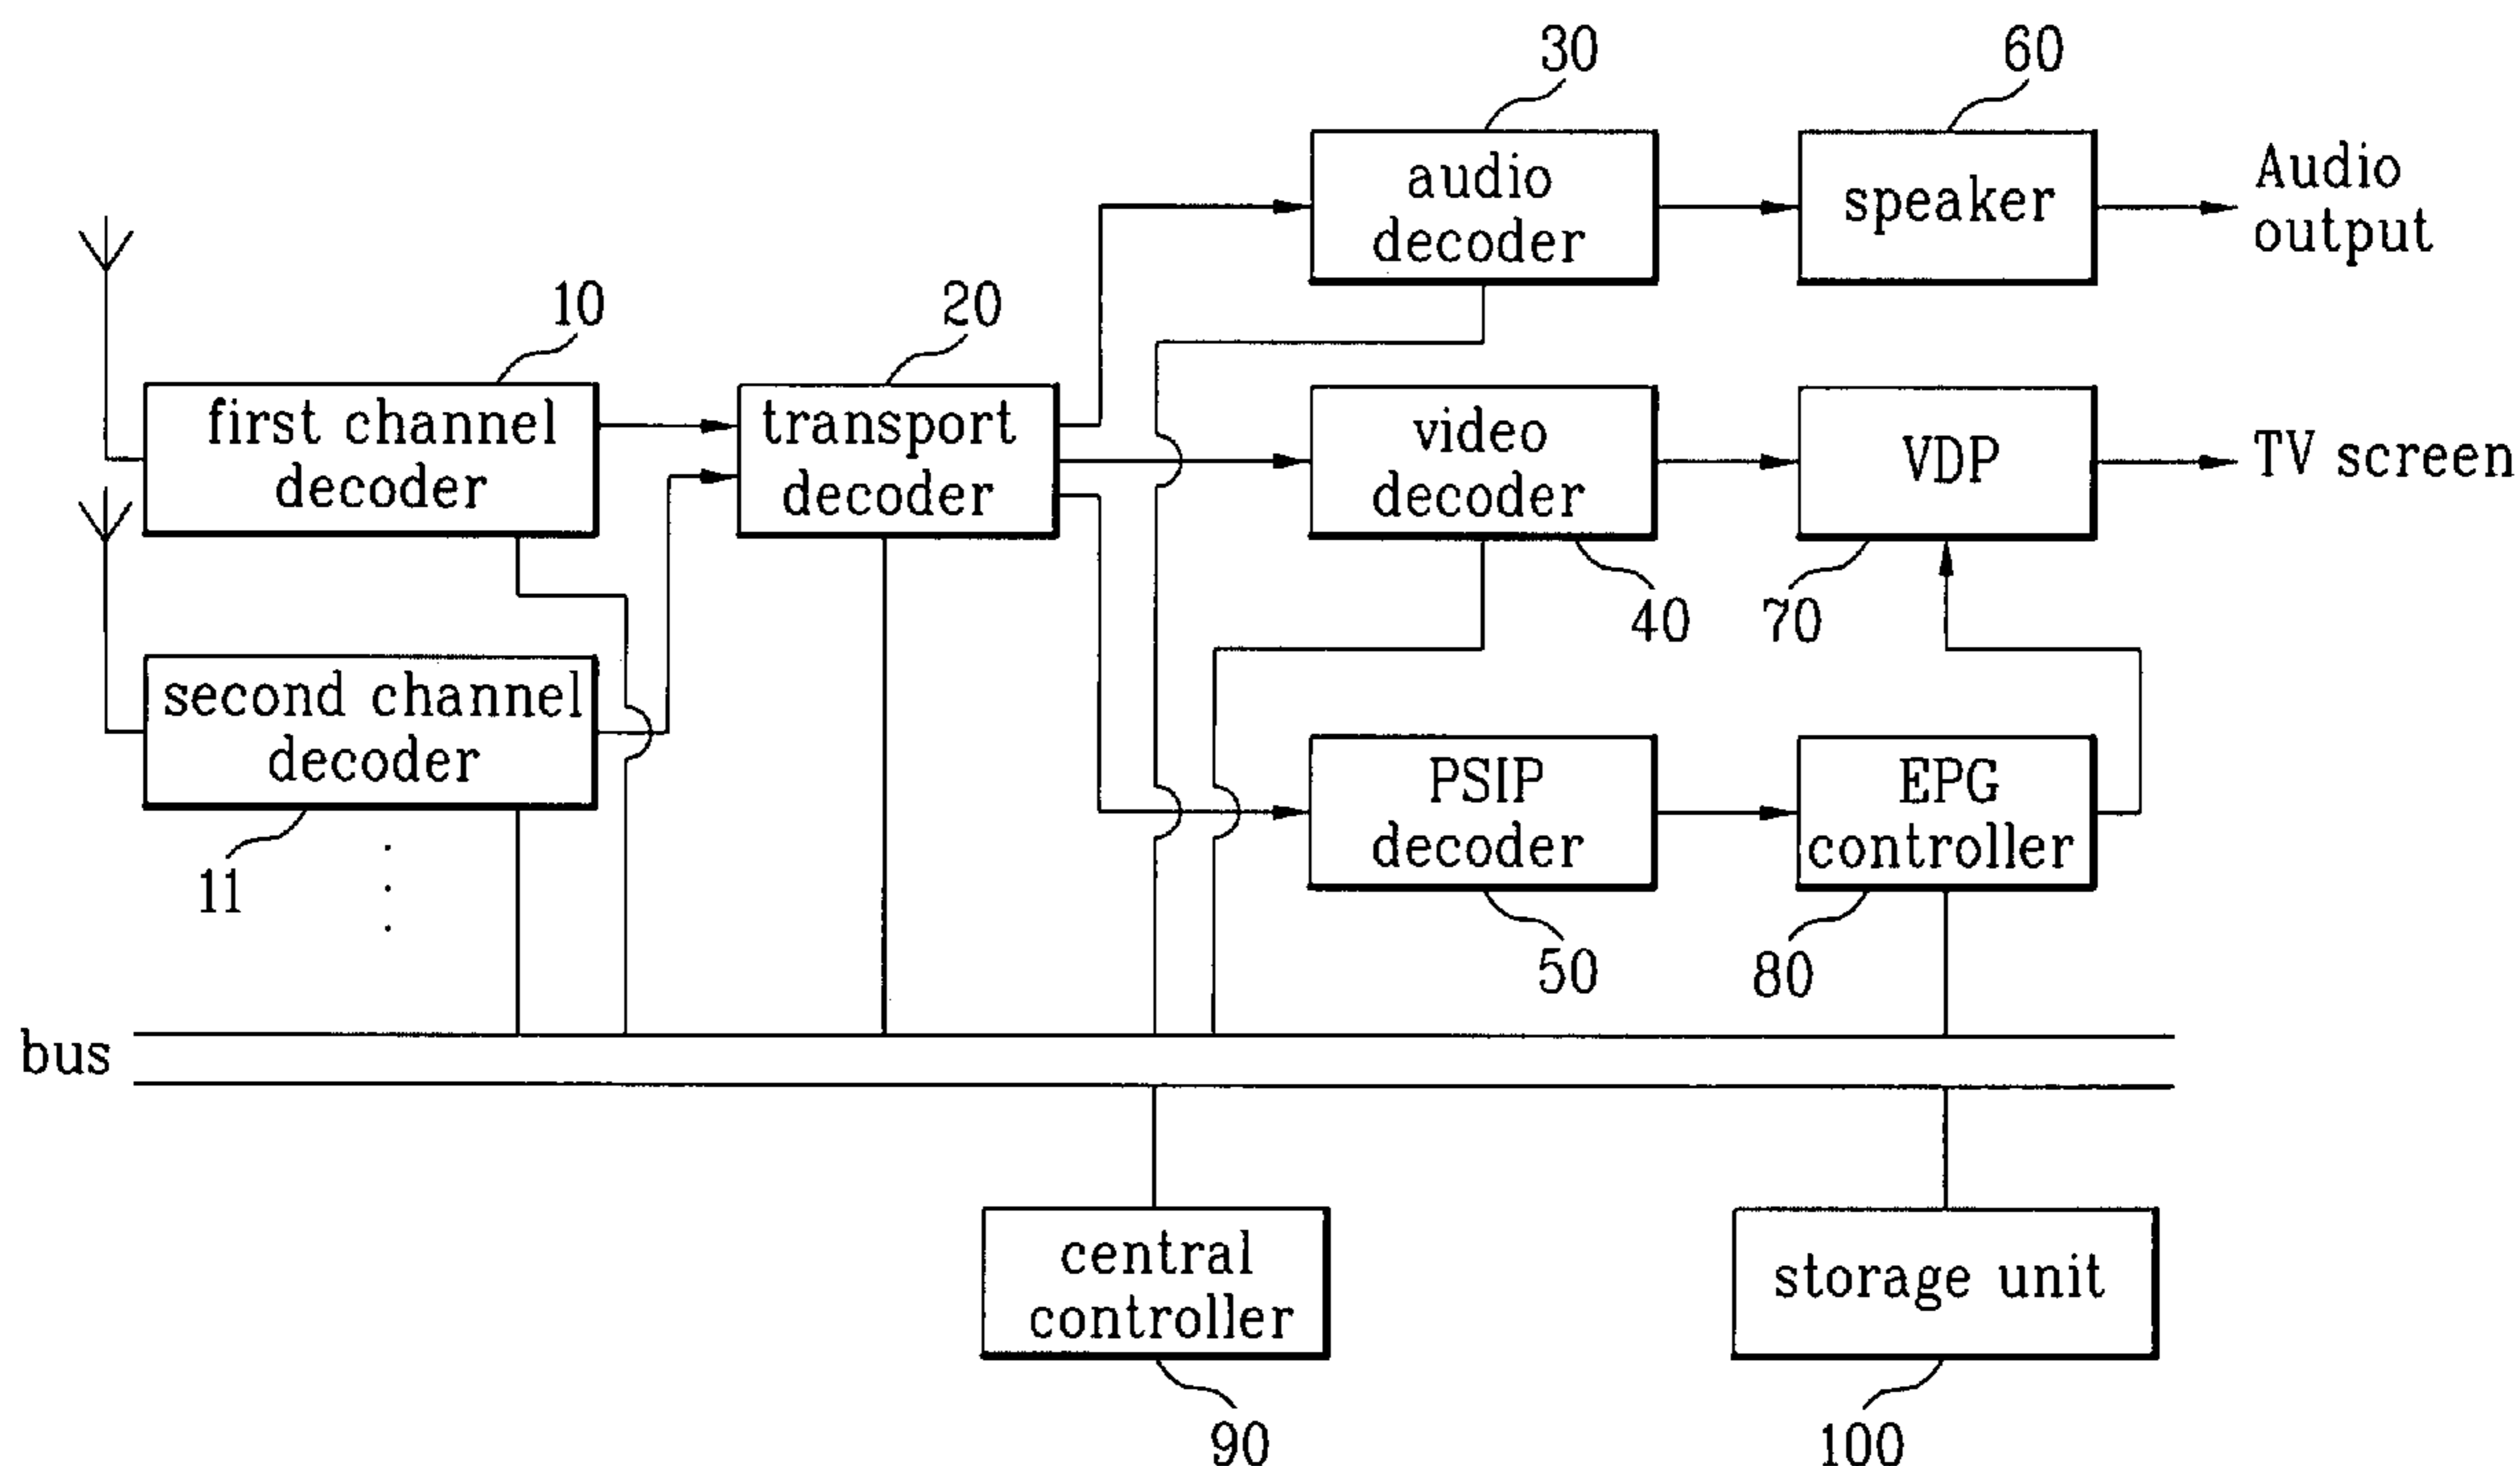 30
60
audio
decoder
speaker
Audio
output
10
20
first channel
decoder
transport
decoder
video
decoder
VDP
TV screen
40
70
second channel
decoder
11
PSIP
decoder
EPG
controller
50
80
bus
central
controller
storage unit
90
100